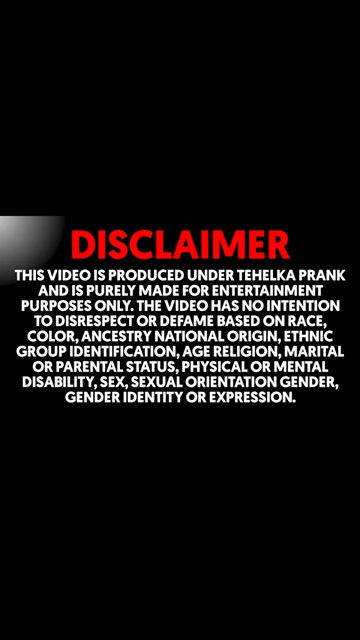 DISCLAIMER
THIS VIDEO IS PRODUCED UNDER TEHELKA PRANK
AND IS PURELY MADE FOR ENTERTAINMENT
PURPOSES ONLY. THE VIDEO HAS NO INTENTION
TO DISRESPECT OR DEFAME BASED ON RACE,
COLOR, ANCESTRY NATIONAL ORIGIN, ETHNIC
GROUP IDENTIFICATION, AGE RELIGION, MARITAL
OR PARENTAL STATUS, PHYSICAL OR MENTAL
DISABILITY, SEX, SEXUAL ORIENTATION GENDER,
GENDER IDENTITY OR EXPRESSION.